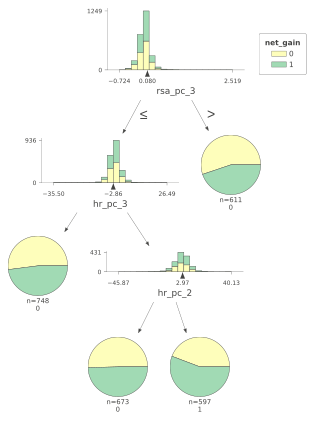 1249
0
−0.724 0.080 2.519
rsa_pc_3
net_gain
0
1
≤ >
936
0
−35.50 −2.86 26.49
hr_pc_3
n=611
0
431
0
−45.87 2.97 40.13
hr_pc_2
n=748
0
n=673
0
n=597
1